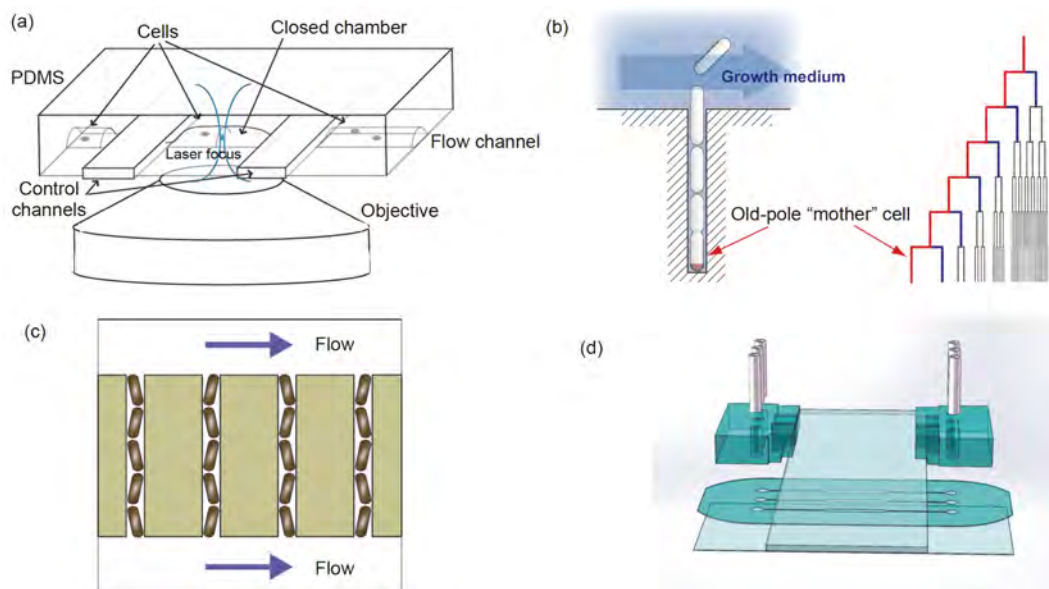 (a)
Cells
Closed chamber
PDMS
Flow channel
Laser focus
Control
channels
Objective
(b)
Growth medium
Old-pole “mother” cell
(c)
Flow
Flow
(d)